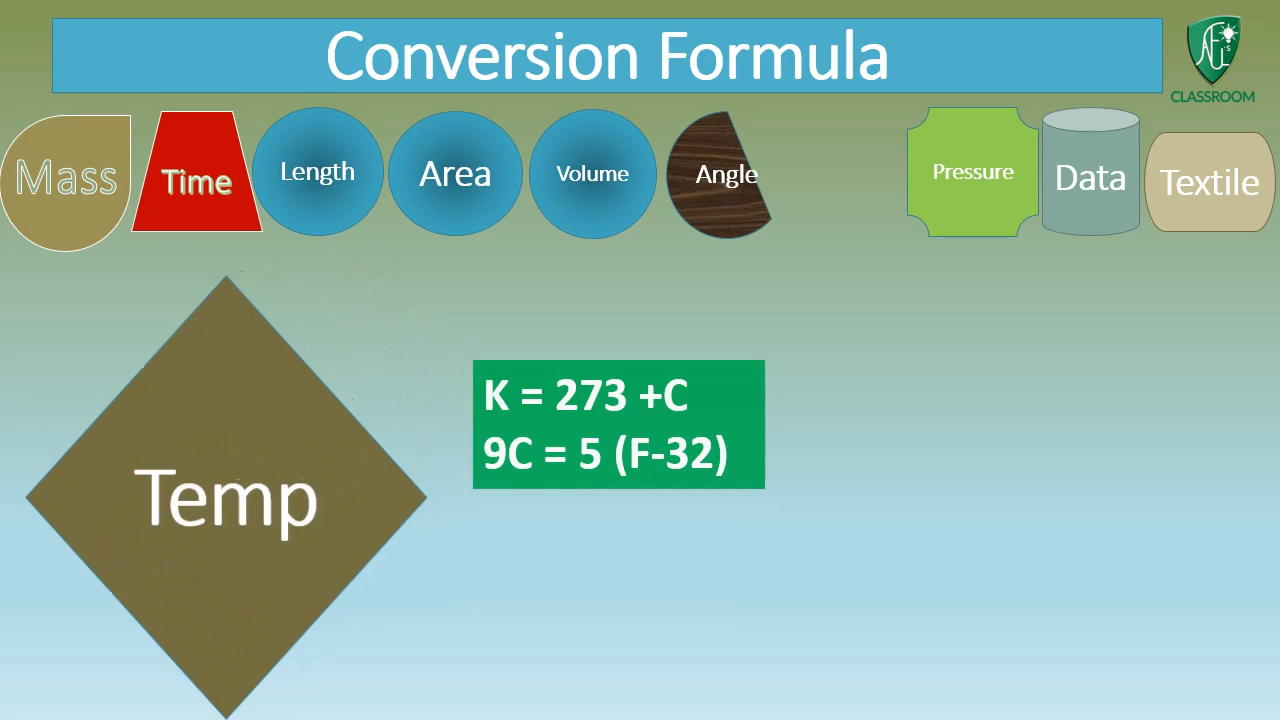 Conversion Formula
CLASSROOM
Mass
Time
Length
Area
Volume
Angle
Pressure
Data
Textile
K = 273 +C
9C = 5 (F-32)
Temp